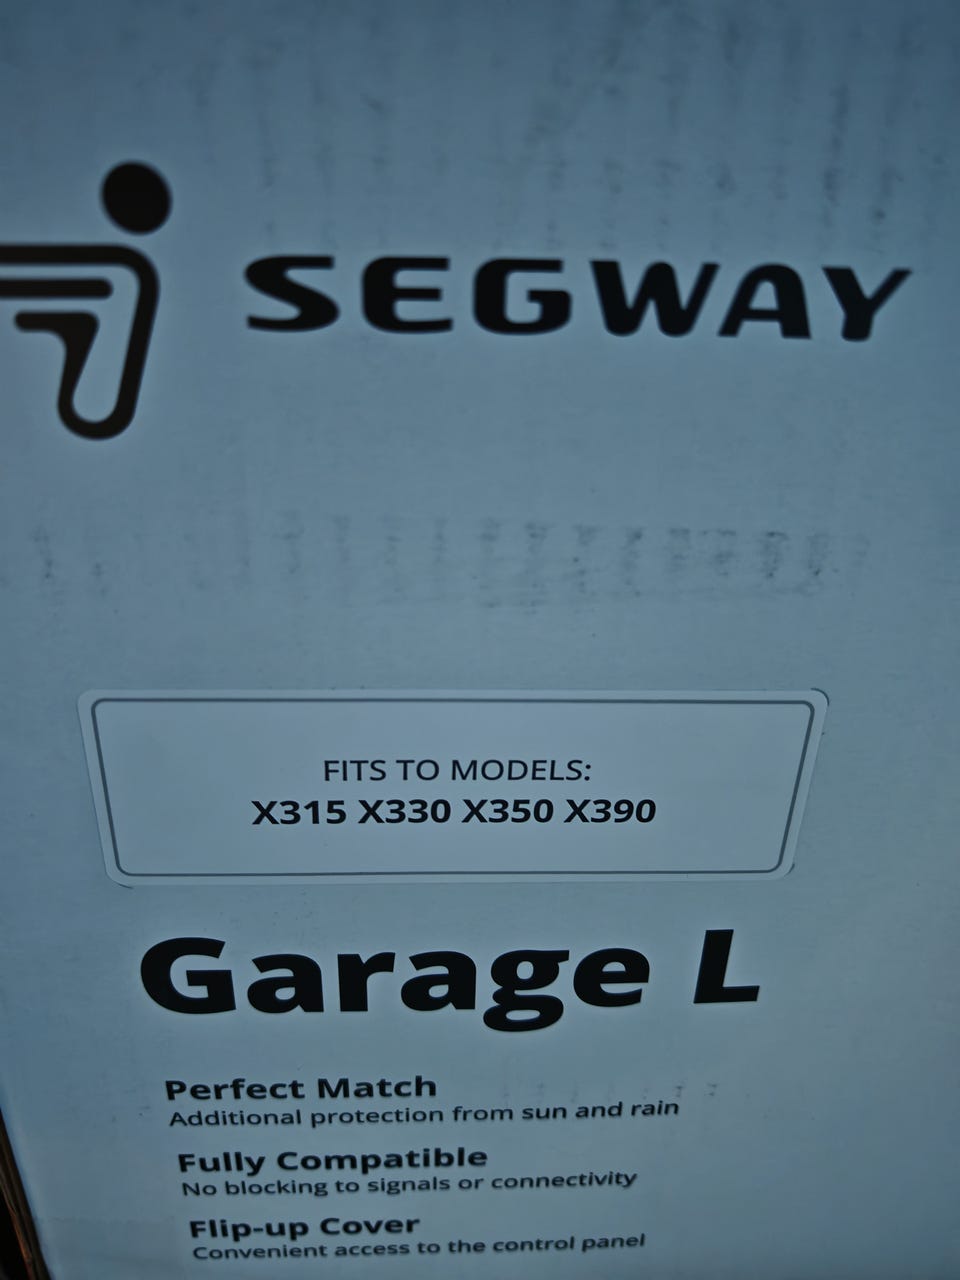 SEGWAY
FITS TO MODELS:
X315 X330 X350 X390
Garage L
Perfect Match
Additional protection from sun and rain
Fully Compatible
No blocking to signals or connectivity
Flip-up Cover
Convenient access to the control panel